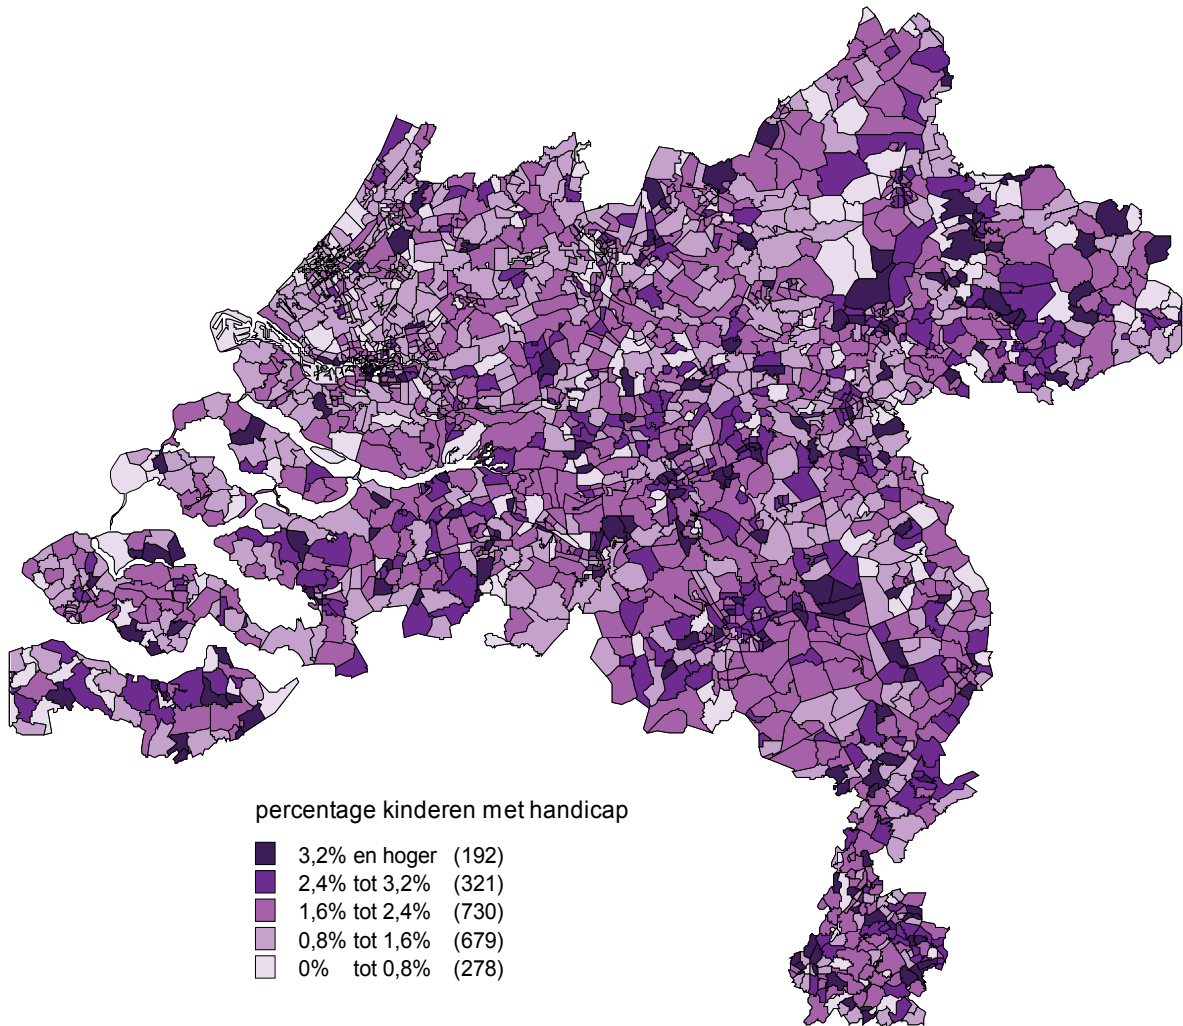 percentage kinderen met handicap
3,2% en hoger (192)
2,4% tot 3,2% (321)
1,6% tot 2,4% (730)
0,8% tot 1,6% (679)
0% tot 0,8% (278)